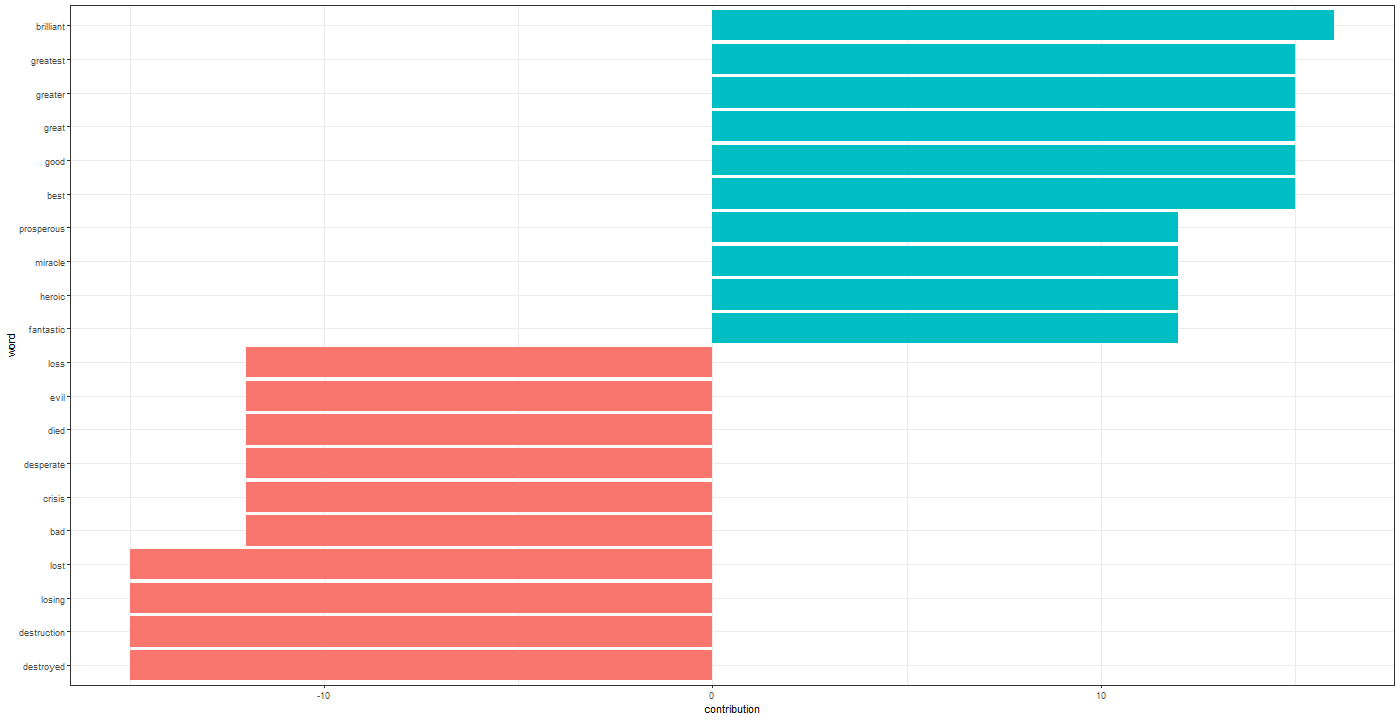 brilliant
greatest
greater
great
good
best
prosperous
miracle
heroic
fantastic
loss
evil
died
desperate
crisis
bad
lost
losing
destruction
destroyed
word
-10 0 10
contribution